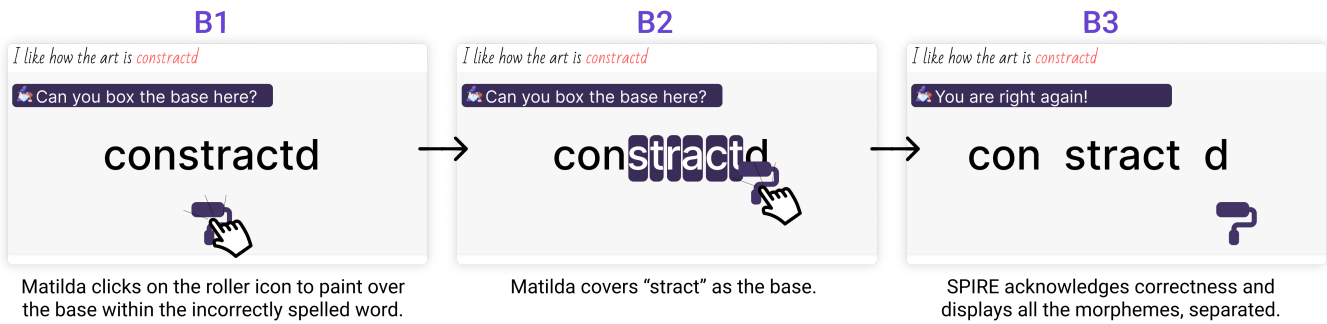 B1
I like how the art is constractd
Can you box the base here?
constractd
Matilda clicks on the roller icon to paint over
the base within the incorrectly spelled word.
B2
I like how the art is constractd
Can you box the base here?
constractd
Matilda covers “stract” as the base.
B3
I like how the art is constractd
You are right again!
con stract d
SPIRE acknowledges correctness and
displays all the morphemes, separated.